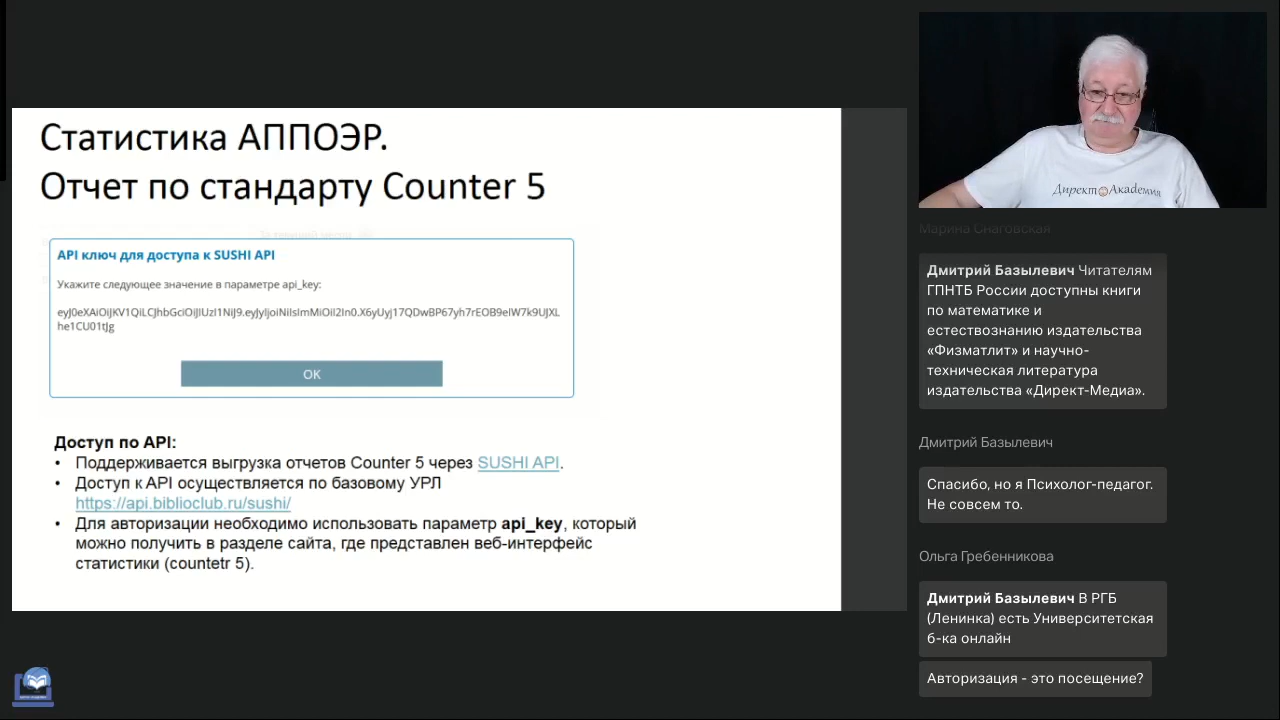 Статистика АППОЭР.
Отчет по стандарту Counter 5
API ключ для доступа к SUSHI API
Укажите следующее значение в параметре api_key:
eyJ0eXAiOiJKV1QiLCJhbGciOiJIUzI1NiJ9.eyJyIjoiNiIsImMiOiI2In0.X6yUyj17QDwBP67yh7rEOB9eIW7k9UJXL
he1CU01tJg
OK
Доступ по API:
• Поддерживается выгрузка отчетов Counter 5 через SUSHI API.
• Доступ к API осуществляется по базовому УРЛ
https://api.biblioclub.ru/sushi/
• Для авторизации необходимо использовать параметр api_key, который
можно получить в разделе сайта, где представлен веб-интерфейс
статистики (countetr 5).
Директ Академия
Марина Снаговская
Дмитрий Базылевич Читателям
ГПНТБ России доступны книги
по математике и
естествознанию издательства
«Физматлит» и научно-
техническая литература
издательства «Директ-Медиа».
Дмитрий Базылевич
Спасибо, но я Психолог-педагог.
Не совсем то.
Ольга Гребенникова
Дмитрий Базылевич В РГБ
(Ленинка) есть Университетская
б-ка онлайн
Авторизация - это посещение?